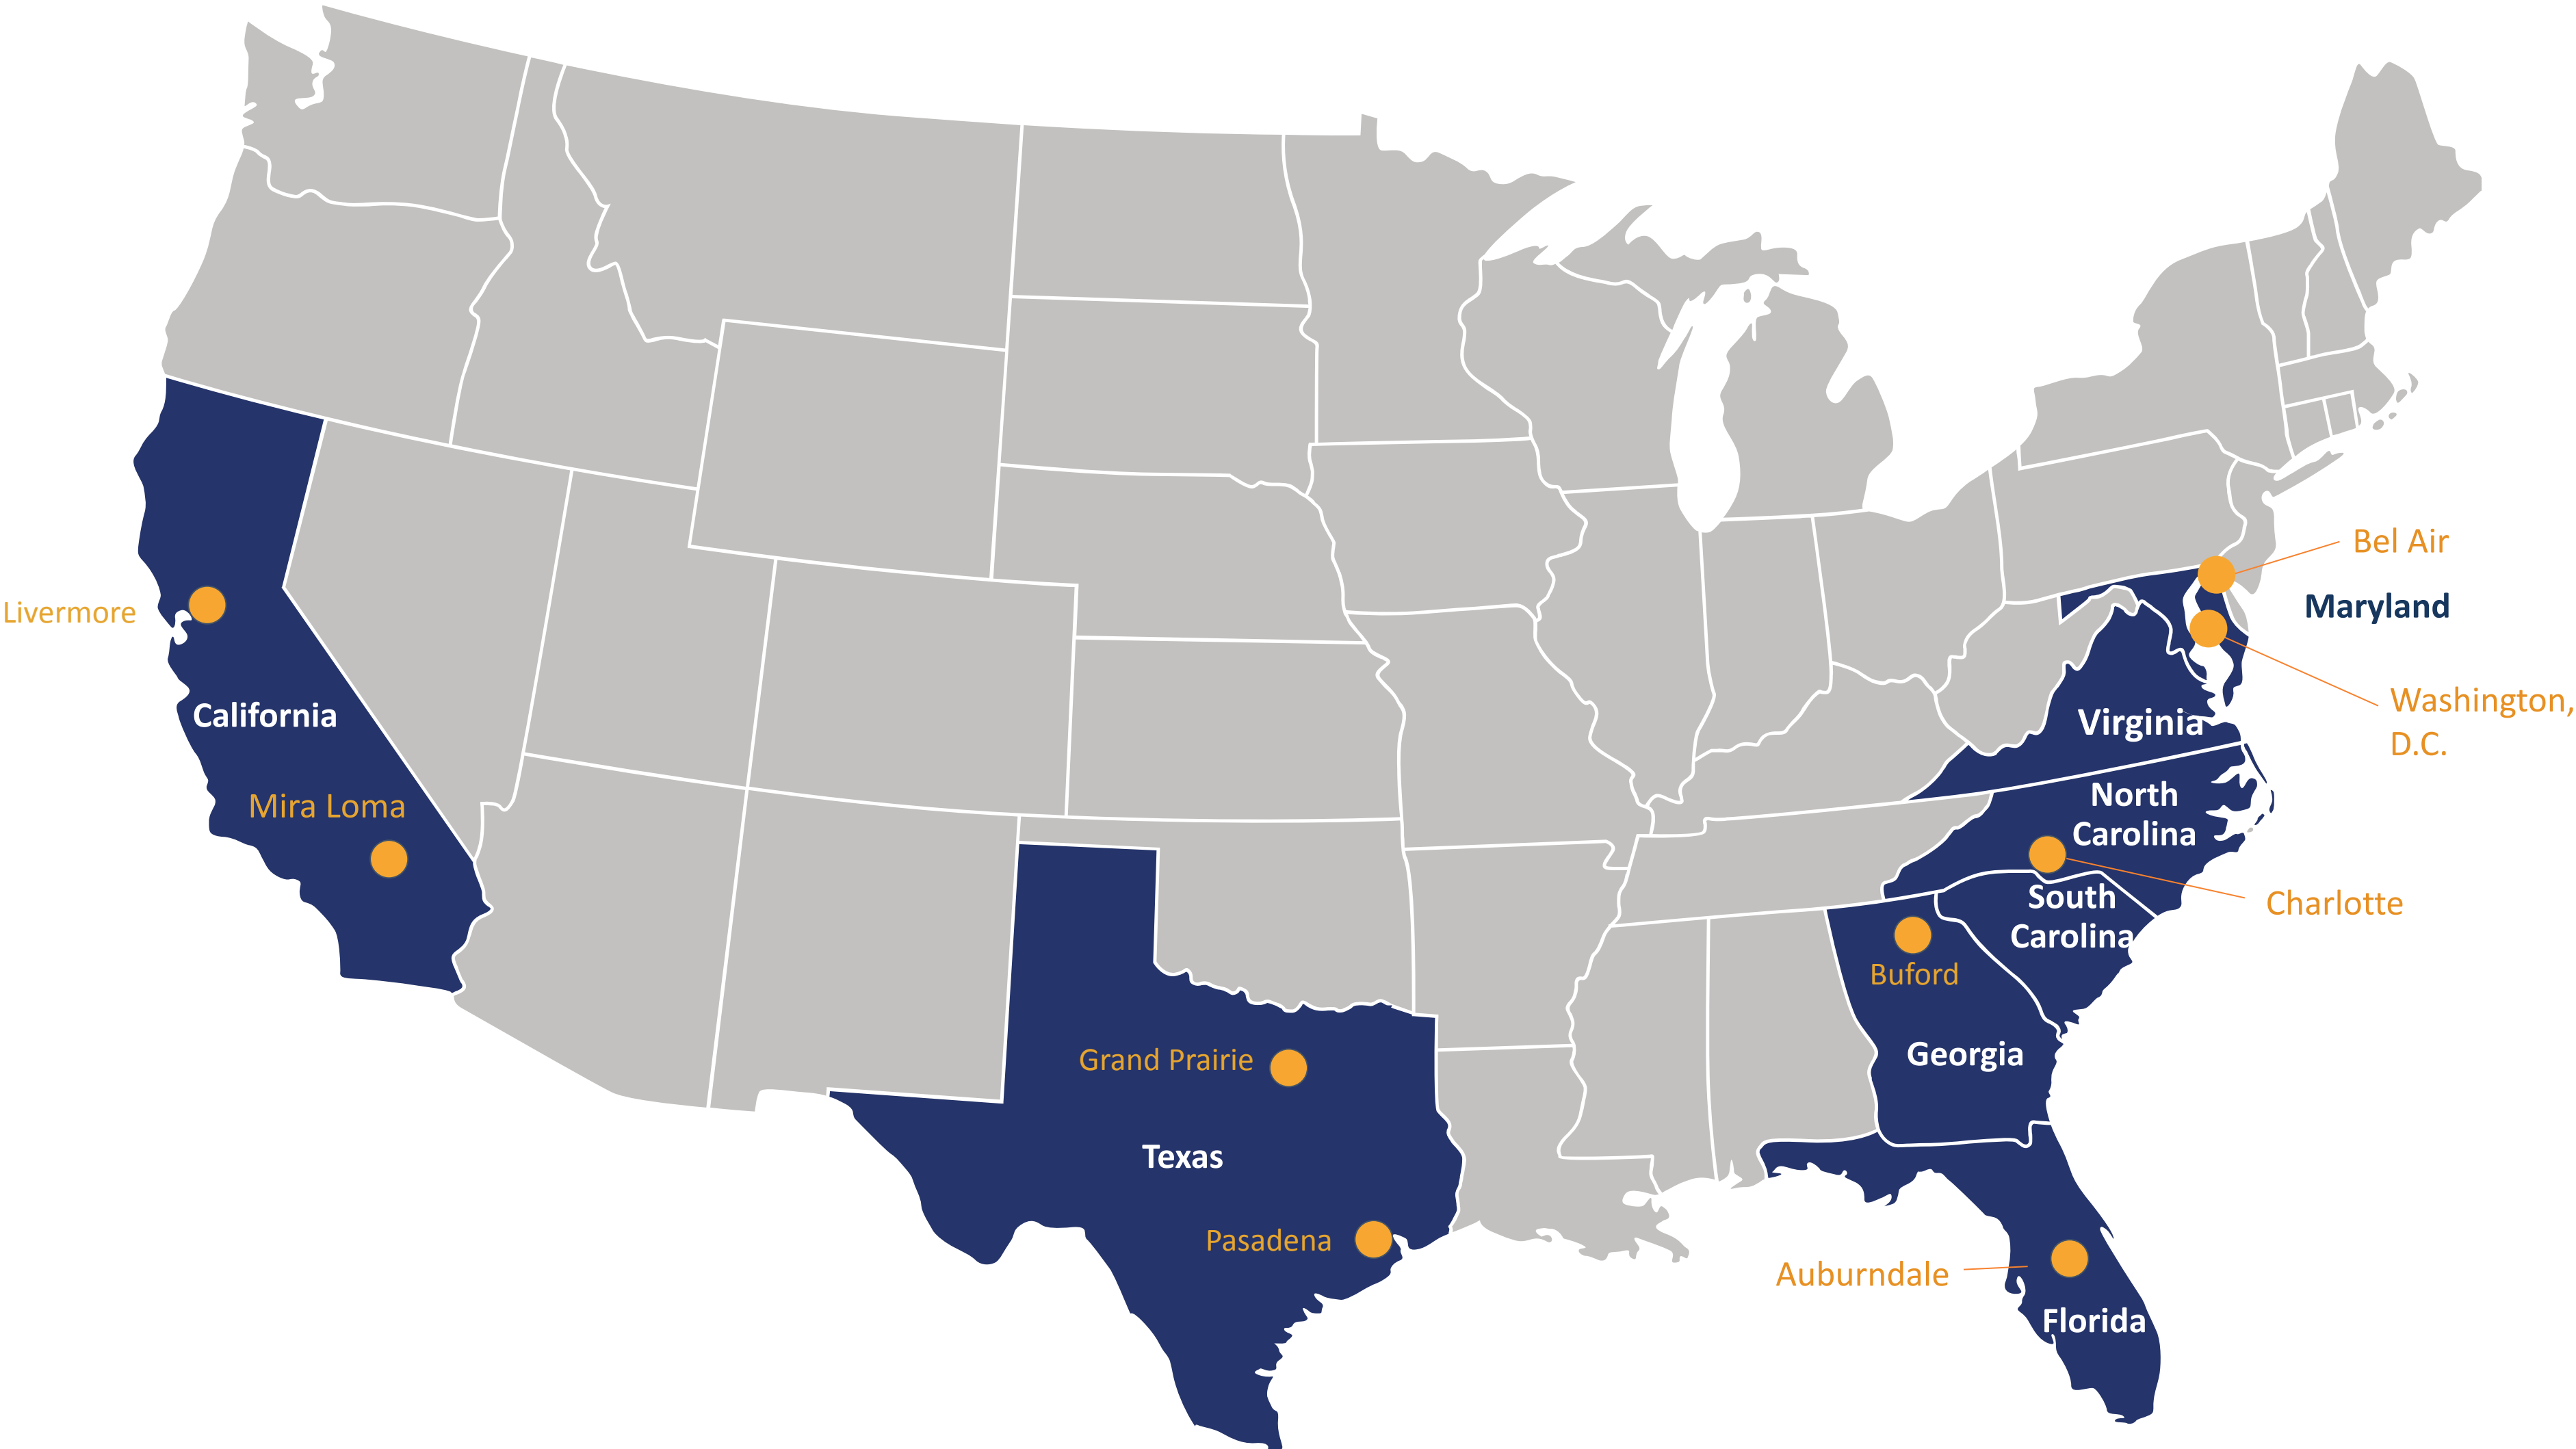 Bel Air
Maryland
Livermore
Washington,
D.C.
California
Virginia
Mira Loma
North
Carolina
South
Carolina
Charlotte
Buford
Grand Prairie
Georgia
Texas
Pasadena
Auburndale
Florida